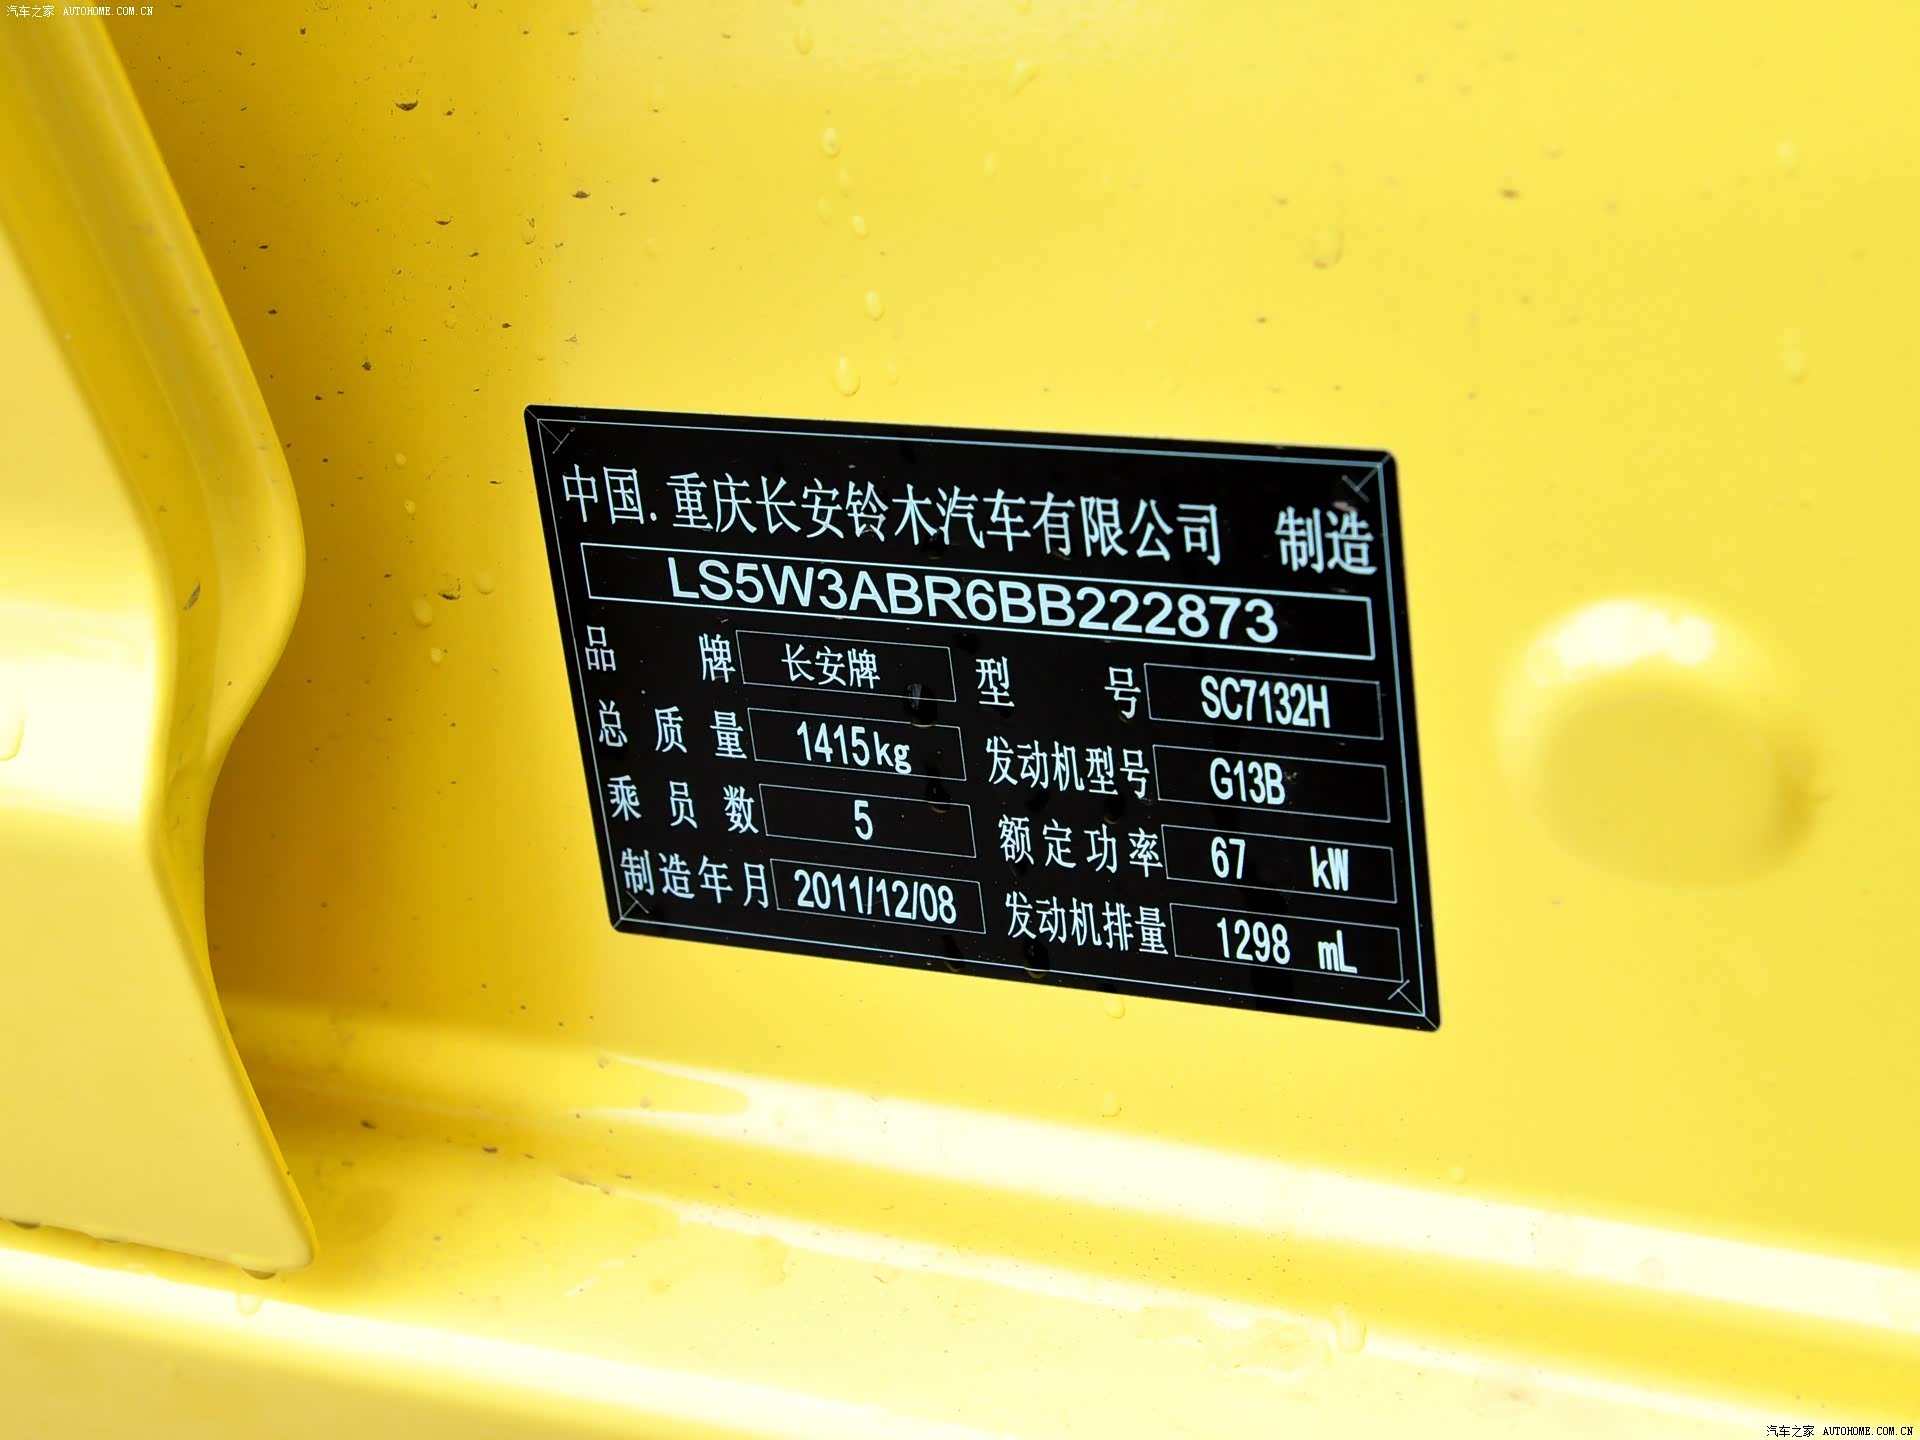 汽车之家 AUTOHOME.COM.CN
中国.重庆长安铃木汽车有限公司 制造
LS5W3ABR6BB222873
品牌 长安牌 型号 SC7132H
总质量 1415kg 发动机型号 G13B
乘员数 5 额定功率 67 kW
制造年月 2011/12/08 发动机排量 1298 mL
汽车之家 AUTOHOME.COM.CN